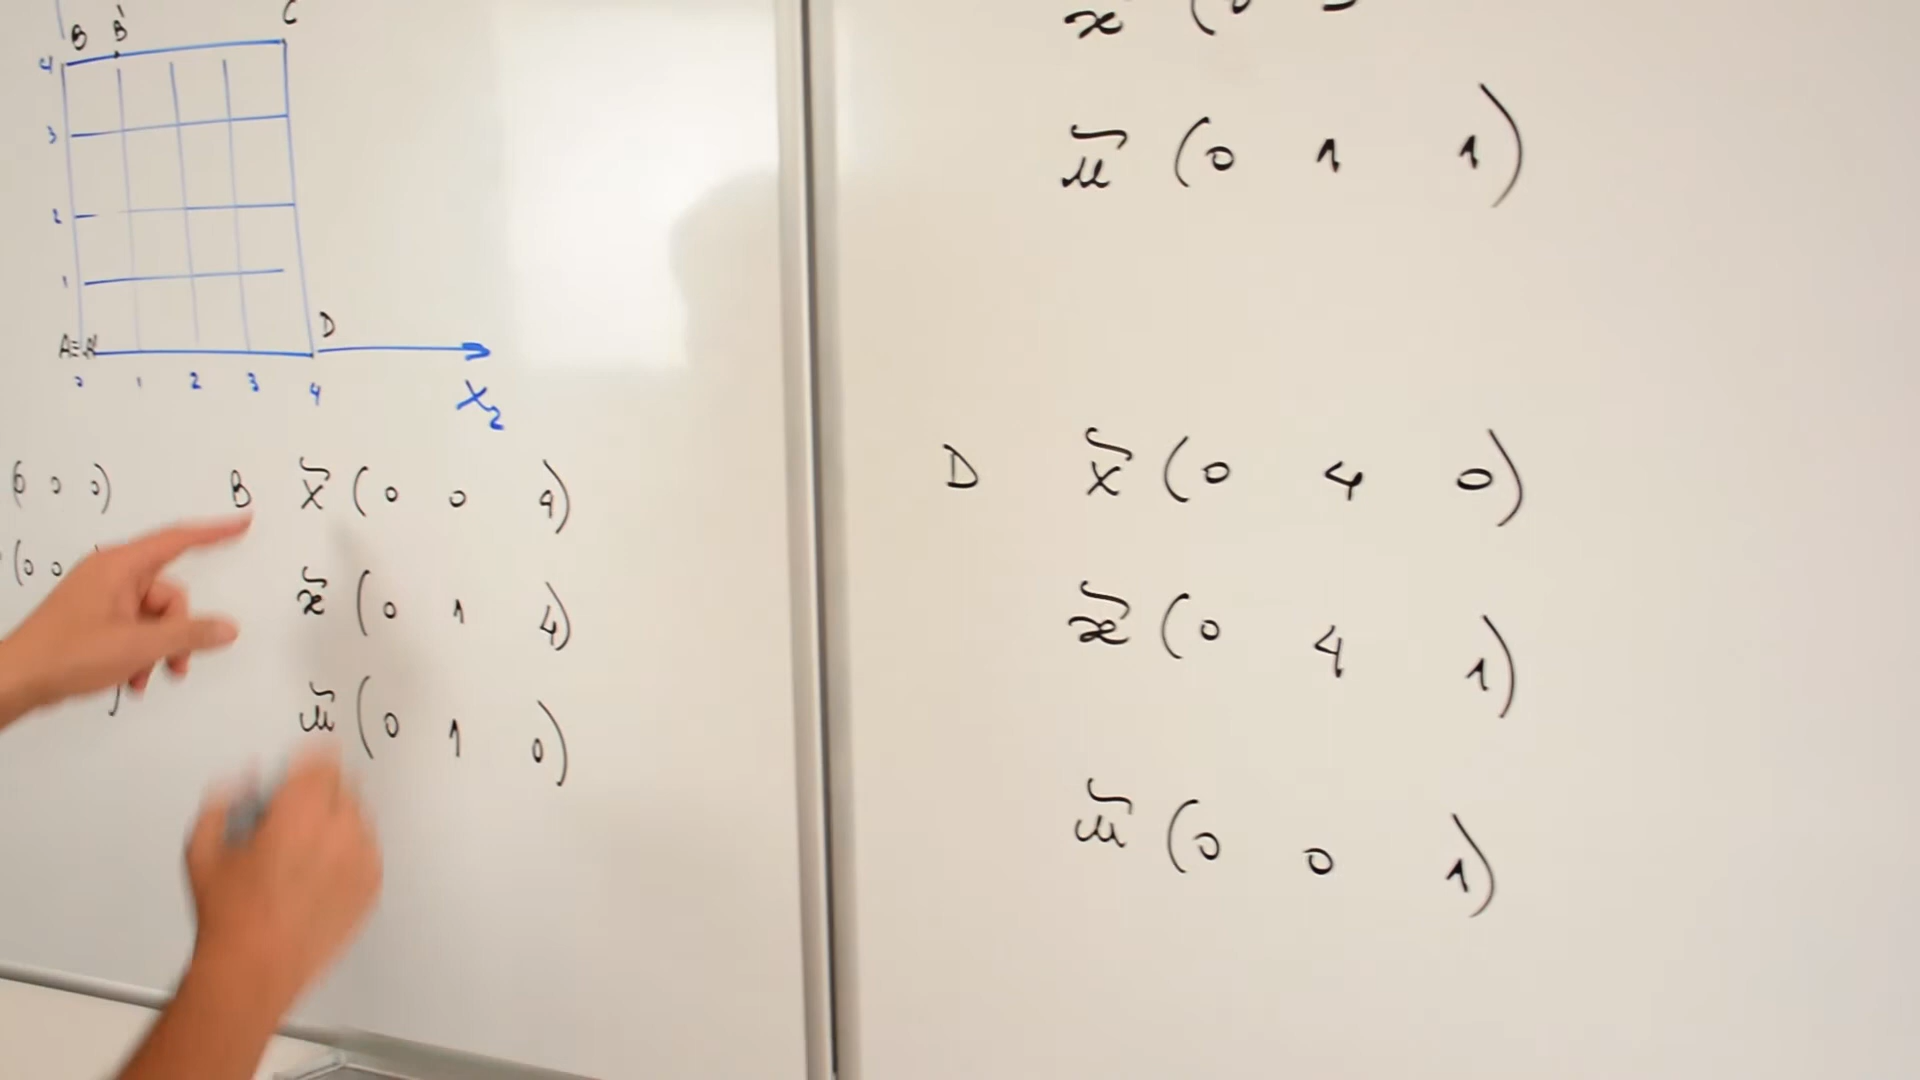 B B' C
4
3
2
1
A≡A' D
0 1 2 3 4
X₂
(0 0 0)
(0 0
B X̃ (0 0 4)
x̃ (0 1 4)
ũ (0 1 0)
x (0
ũ (0 1 1)
D X̃ (0 4 0)
x̃ (0 4 1)
ũ (0 0 1)